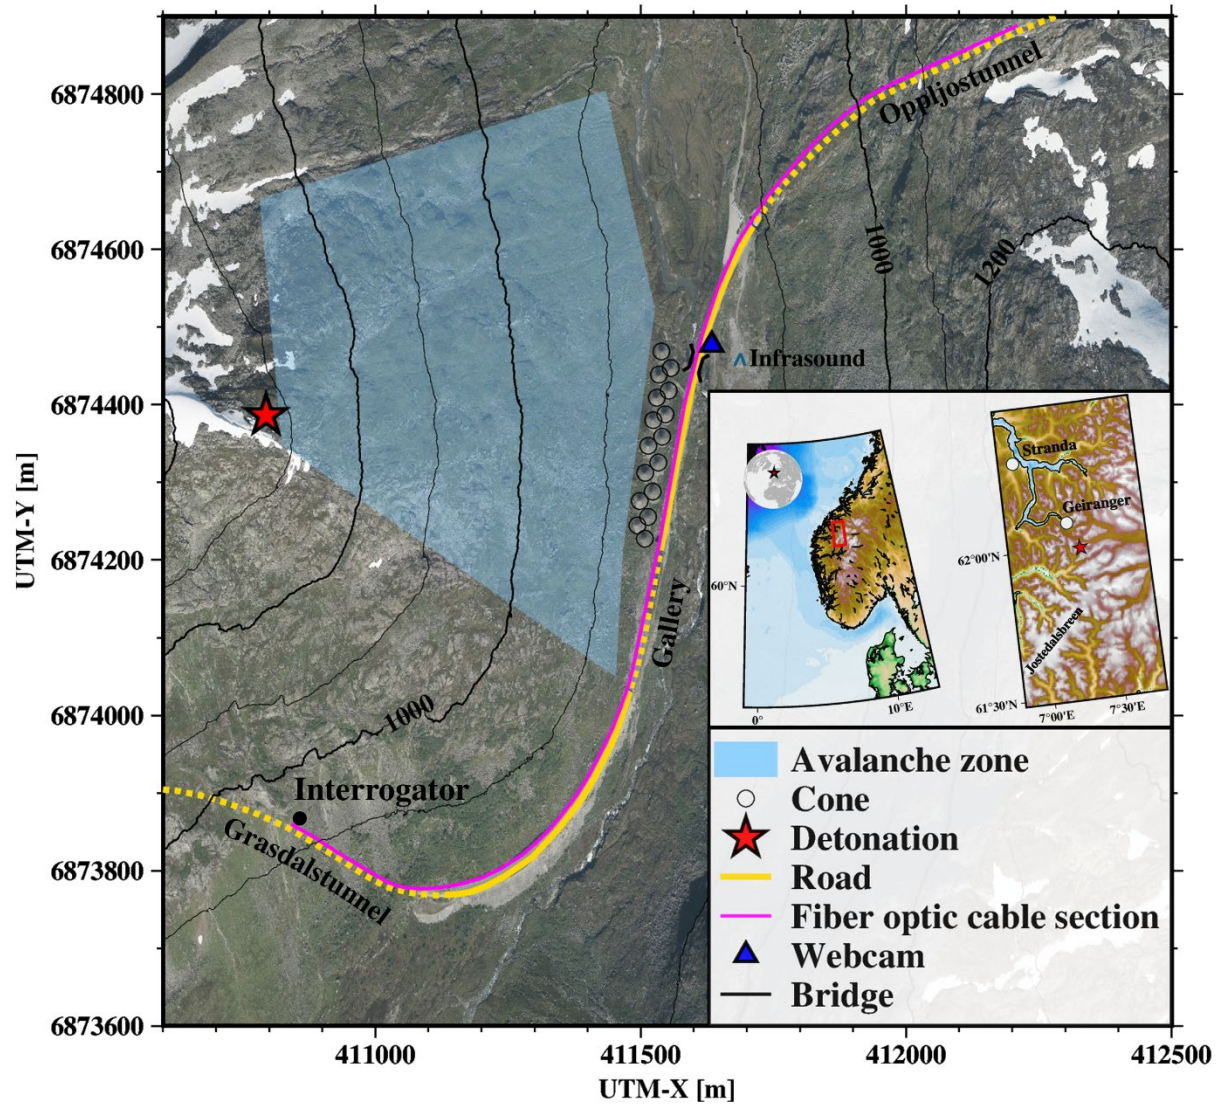 6874800
6874600
6874400
6874200
6874000
6873800
6873600
UTM-Y [m]
Oppljostunnel
1000
1200
Infrasound
Gallery
1000
Interrogator
Grasdalstunnel
60°N
0°
10°E
Stranda
Geiranger
62°00'N
Jostedalsbreen
61°30'N
7°00'E
7°30'E
Avalanche zone
Cone
Detonation
Road
Fiber optic cable section
Webcam
Bridge
411000
411500
412000
412500
UTM-X [m]